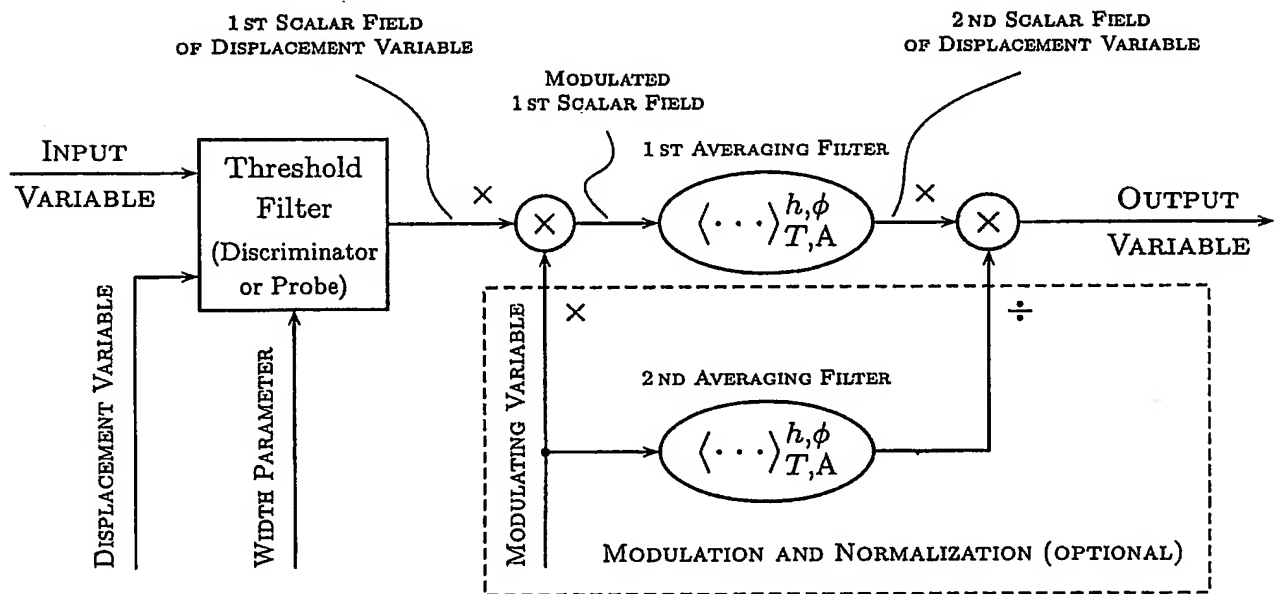 1ST SCALAR FIELD
OF DISPLACEMENT VARIABLE
2ND SCALAR FIELD
OF DISPLACEMENT VARIABLE
MODULATED
1ST SCALAR FIELD
INPUT
VARIABLE
Threshold
Filter
(Discriminator
or Probe)
×
×
1ST AVERAGING FILTER
⟨···⟩ h,ϕ
T,A
×
×
OUTPUT
VARIABLE
DISPLACEMENT VARIABLE
WIDTH PARAMETER
MODULATING VARIABLE
×
÷
2ND AVERAGING FILTER
⟨···⟩ h,ϕ
T,A
MODULATION AND NORMALIZATION (OPTIONAL)